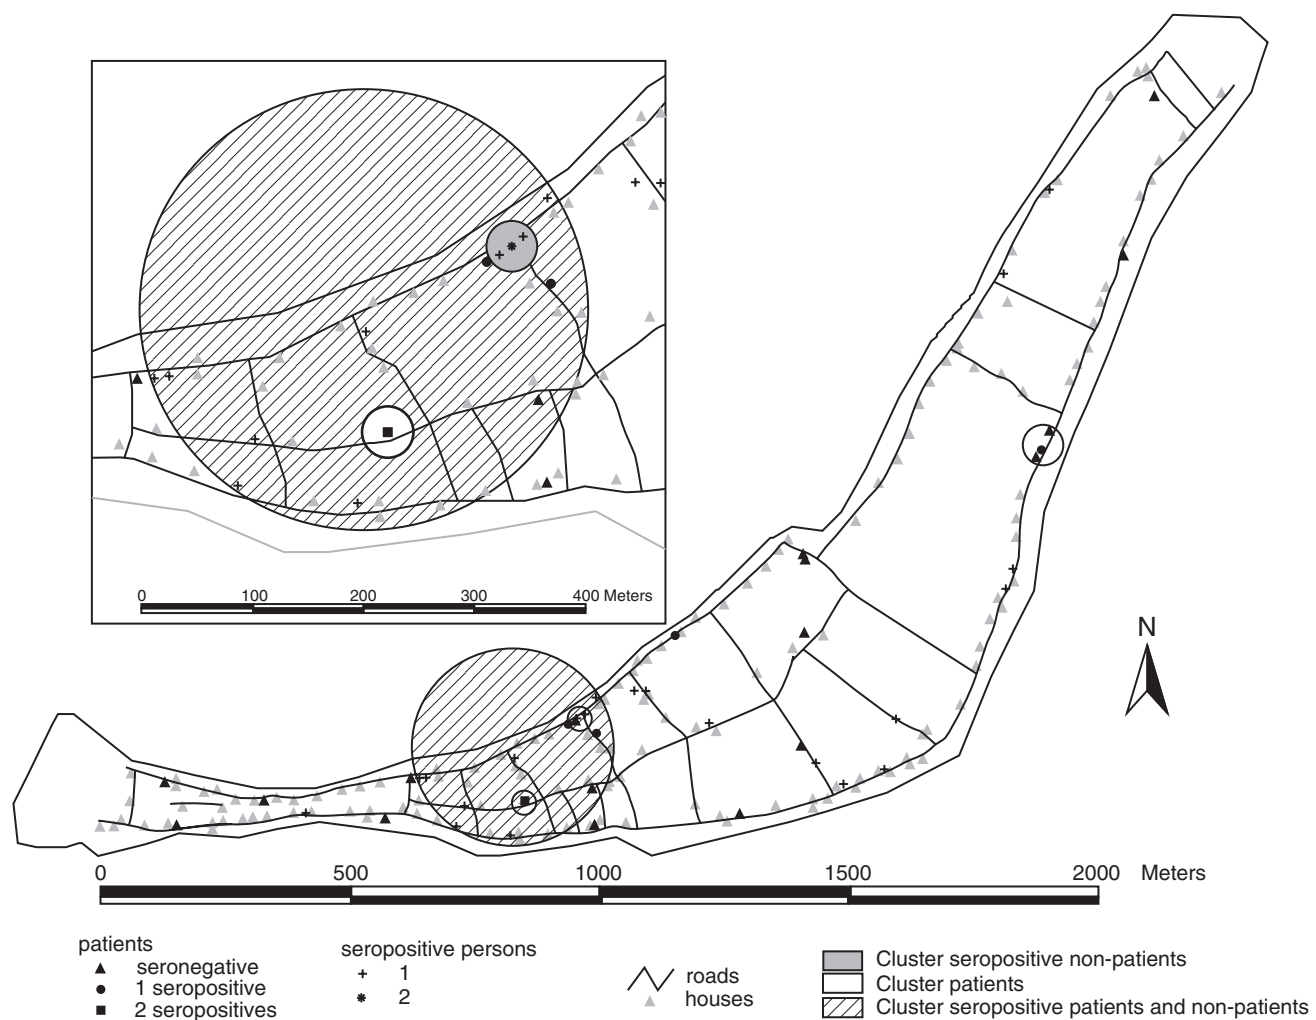 0 100 200 300 400 Meters
N
0 500 1000 1500 2000 Meters
patients
seronegative
1 seropositive
2 seropositives
seropositive persons
1
2
roads
houses
Cluster seropositive non-patients
Cluster patients
Cluster seropositive patients and non-patients